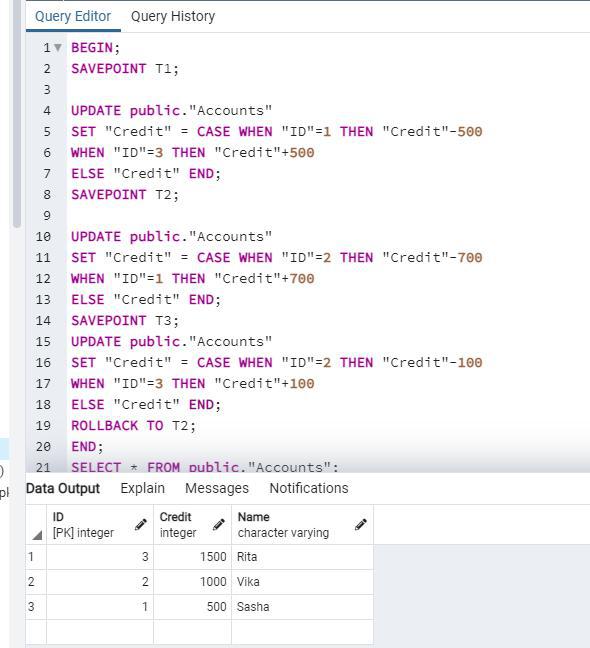 Query Editor Query History
1 BEGIN;
2 SAVEPOINT T1;
3
4 UPDATE public."Accounts"
5 SET "Credit" = CASE WHEN "ID"=1 THEN "Credit"-500
6 WHEN "ID"=3 THEN "Credit"+500
7 ELSE "Credit" END;
8 SAVEPOINT T2;
9
10 UPDATE public."Accounts"
11 SET "Credit" = CASE WHEN "ID"=2 THEN "Credit"-700
12 WHEN "ID"=1 THEN "Credit"+700
13 ELSE "Credit" END;
14 SAVEPOINT T3;
15 UPDATE public."Accounts"
16 SET "Credit" = CASE WHEN "ID"=2 THEN "Credit"-100
17 WHEN "ID"=3 THEN "Credit"+100
18 ELSE "Credit" END;
19 ROLLBACK TO T2;
20 END;
21 SELECT * FROM public."Accounts";
Data Output Explain Messages Notifications
ID Credit Name
[PK] integer integer character varying
1 3 1500 Rita
2 2 1000 Vika
3 1 500 Sasha